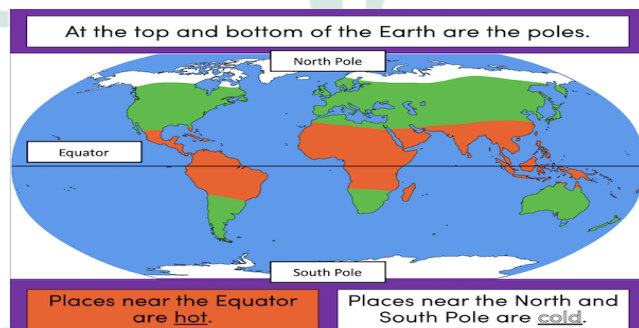 At the top and bottom of the Earth are the poles.
North Pole
Equator
South Pole
Places near the Equator
are hot.
Places near the North and
South Pole are cold.